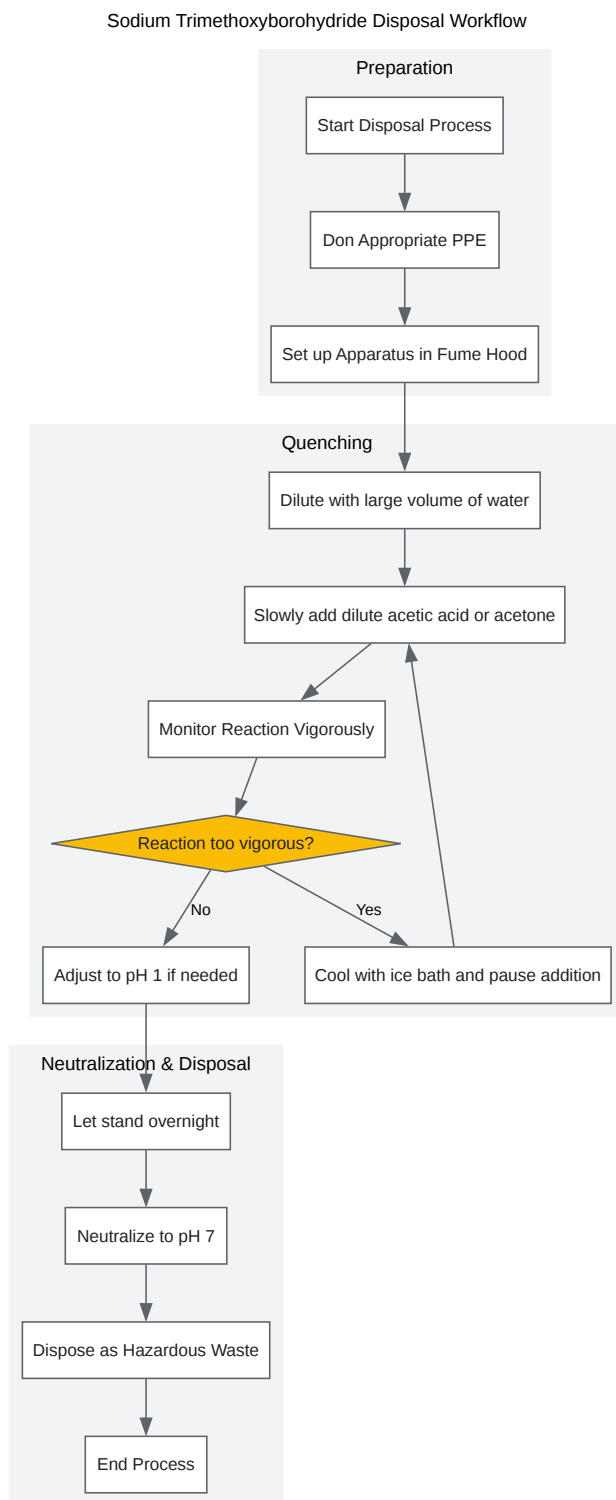 Sodium Trimethoxyborohydride Disposal Workflow
Preparation
Start Disposal Process
Don Appropriate PPE
Set up Apparatus in Fume Hood
Quenching
Dilute with large volume of water
Slowly add dilute acetic acid or acetone
Monitor Reaction Vigorously
Reaction too vigorous?
No
Yes
Adjust to pH 1 if needed
Cool with ice bath and pause addition
Neutralization & Disposal
Let stand overnight
Neutralize to pH 7
Dispose as Hazardous Waste
End Process